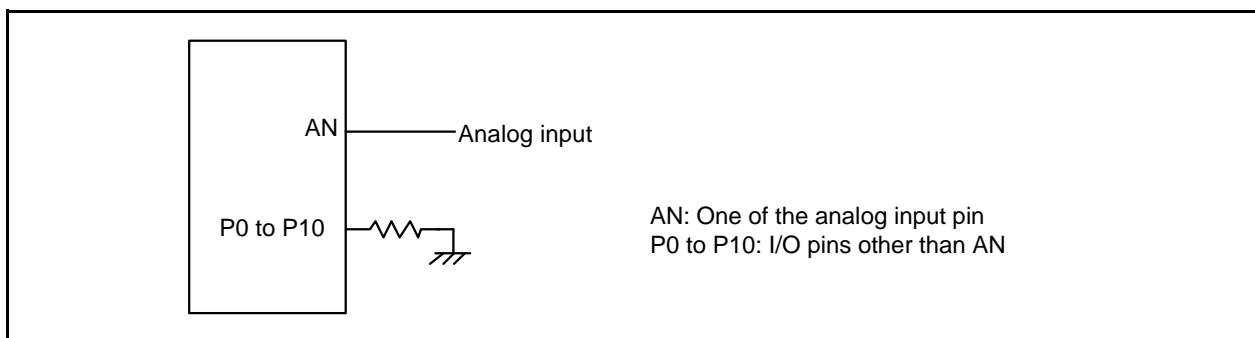 AN
Analog input
P0 to P10
AN: One of the analog input pin
P0 to P10: I/O pins other than AN